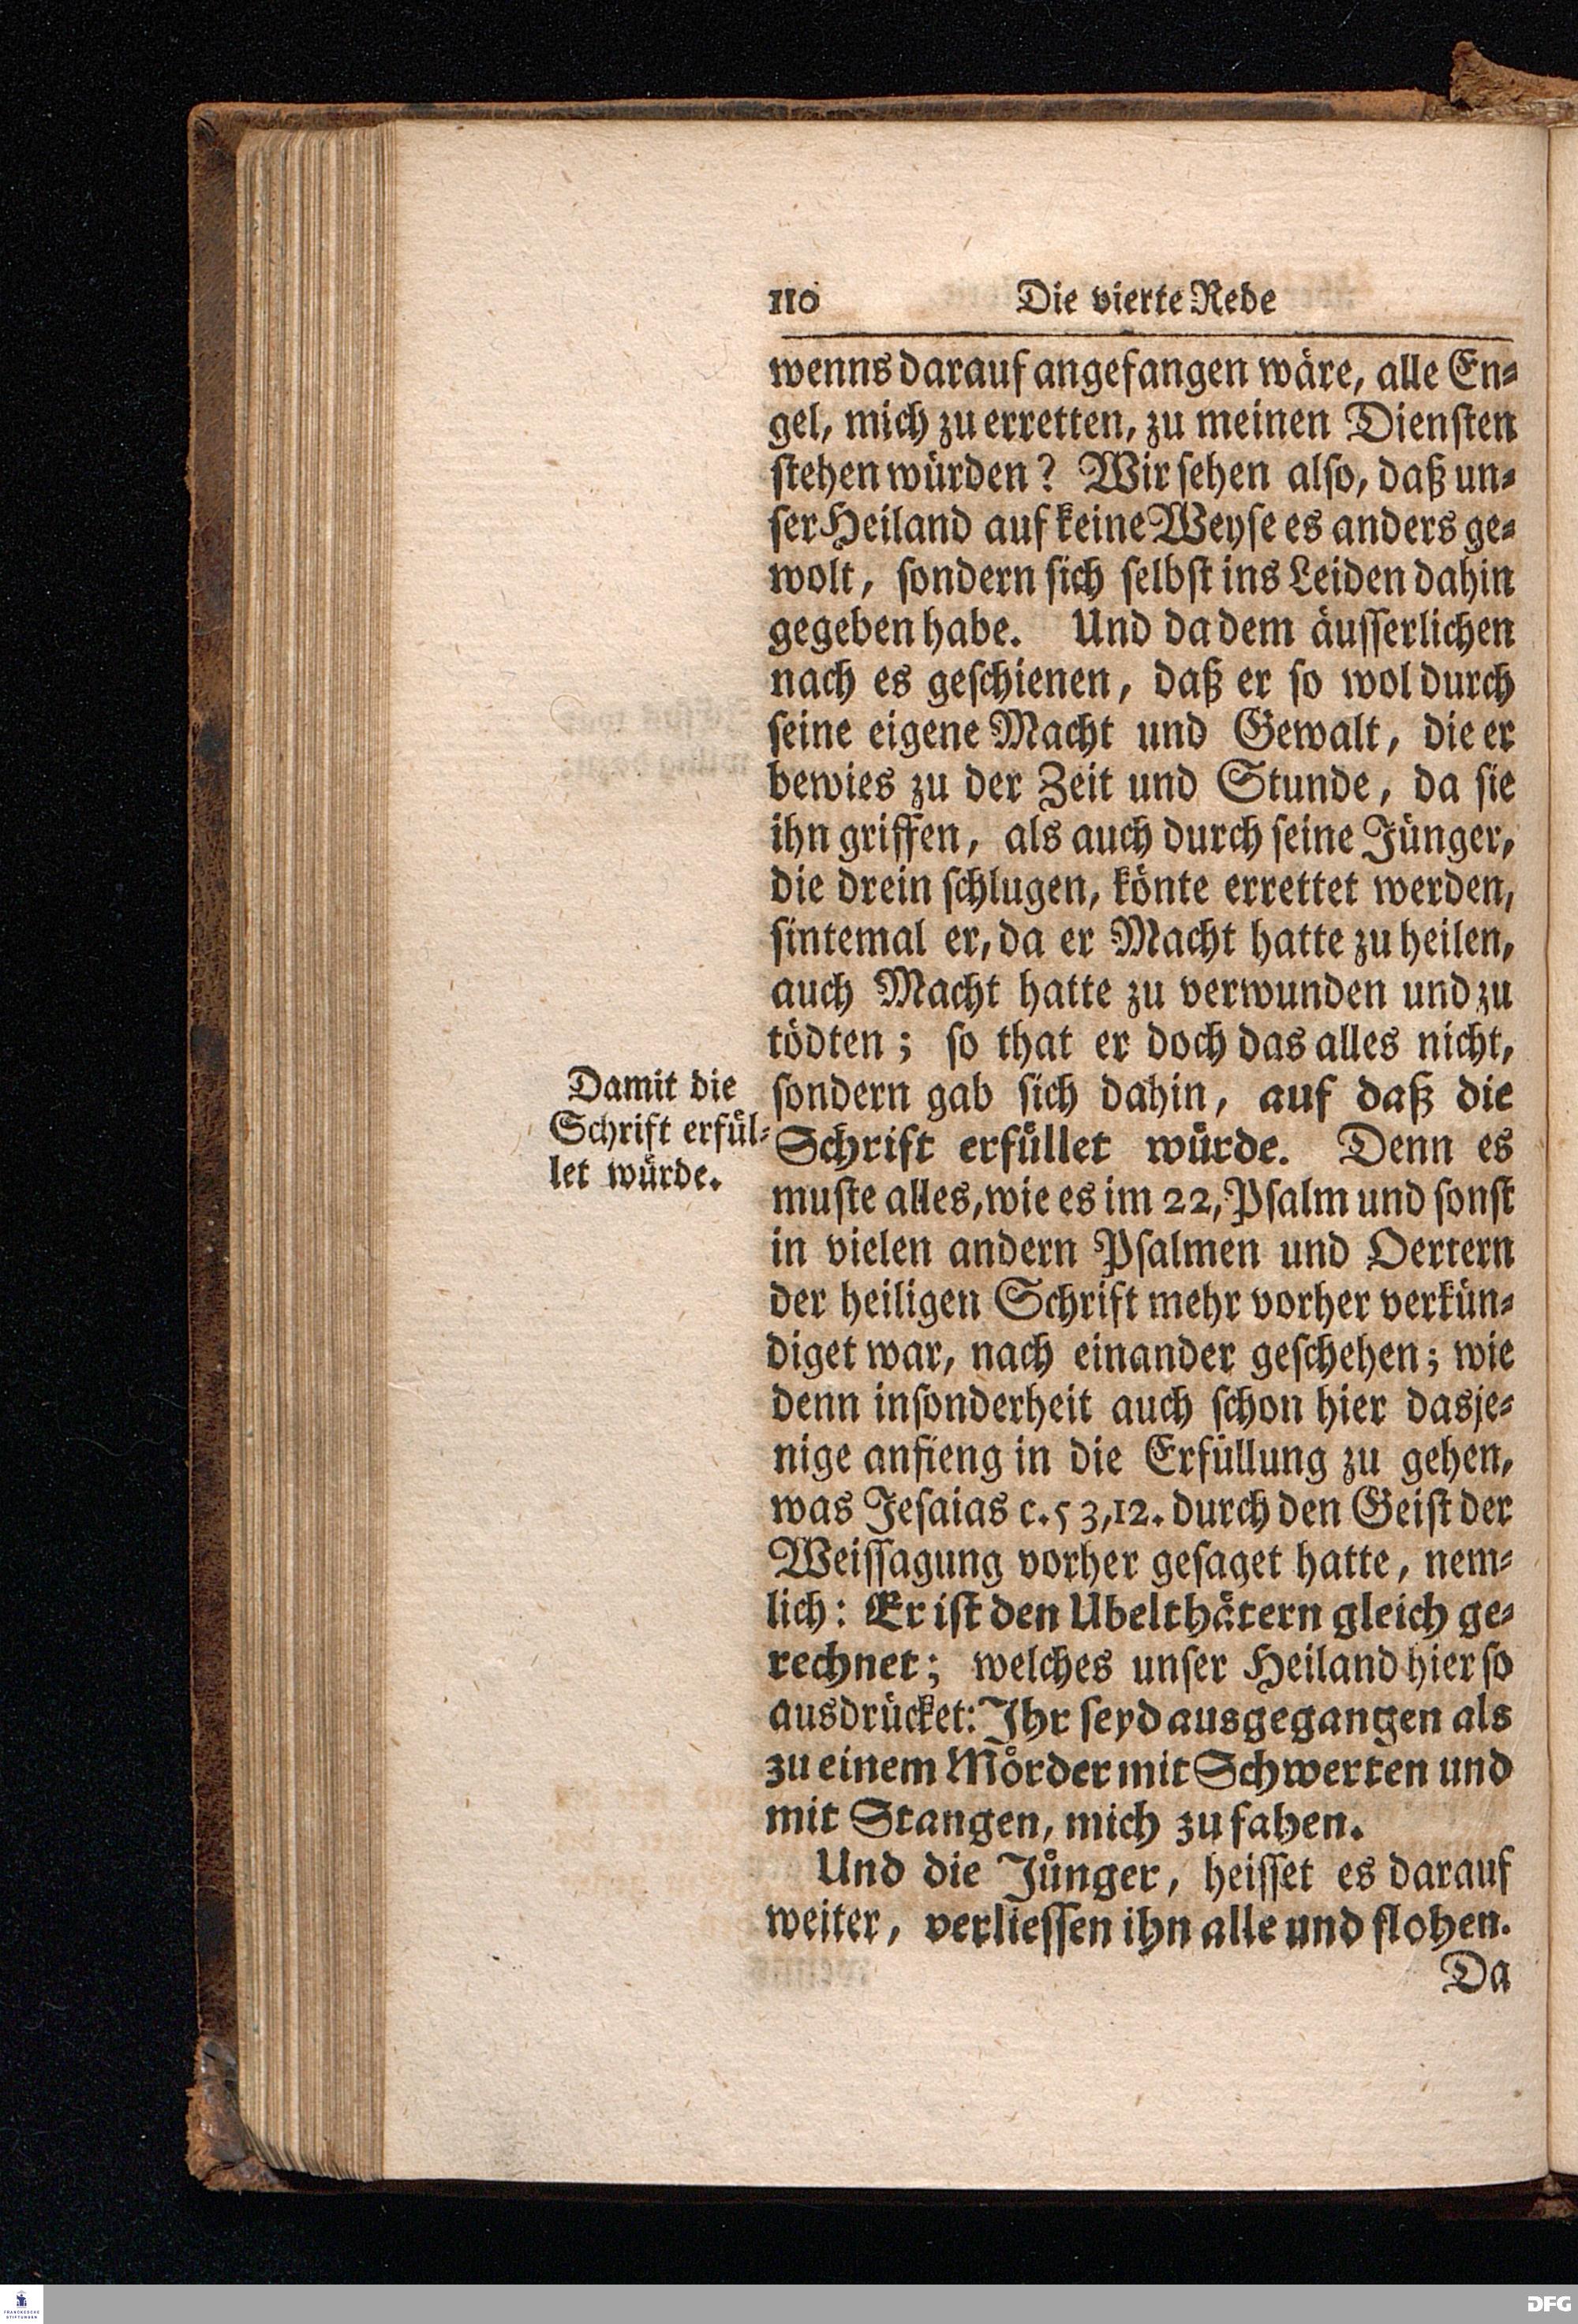 110 Die vierte Rede
wenns darauf angefangen wäre, alle En-
gel, mich zu erretten, zu meinen Diensten
stehen würden? Wir sehen also, daß un-
ser Heiland auf keine Weyse es anders ge-
wolt, sondern sich selbst ins Leiden dahin
gegeben habe. Und da dem äusserlichen
nach es geschienen, daß er so wol durch
seine eigene Macht und Gewalt, die er
bewies zu der Zeit und Stunde, da sie
ihn griffen, als auch durch seine Jünger,
die drein schlugen, könte errettet werden,
sintemal er, da er Macht hatte zu heilen,
auch Macht hatte zu verwunden und zu
tödten; so that er doch das alles nicht,
sondern gab sich dahin, auf daß die
Schrift erfüllet würde. Denn es
muste alles, wie es im 22, Psalm und sonst
in vielen andern Psalmen und Oertern
der heiligen Schrift mehr vorher verkün-
diget war, nach einander geschehen; wie
denn insonderheit auch schon hier dasje-
nige anfieng in die Erfüllung zu gehen,
was Jesaias c. 53,12. durch den Geist der
Weissagung vorher gesaget hatte, nem-
lich: Er ist den Ubelthätern gleich ge-
rechnet; welches unser Heiland hier so
ausdrücket: Ihr seyd ausgegangen als
zu einem Mörder mit Schwerten und
mit Stangen, mich zu fahen.
Und die Jünger, heisset es darauf
weiter, verliessen ihn alle und flohen.
Da
Damit die
Schrift erfül-
let würde.
FRANCKESCHE
STIFTUNGEN
DFG